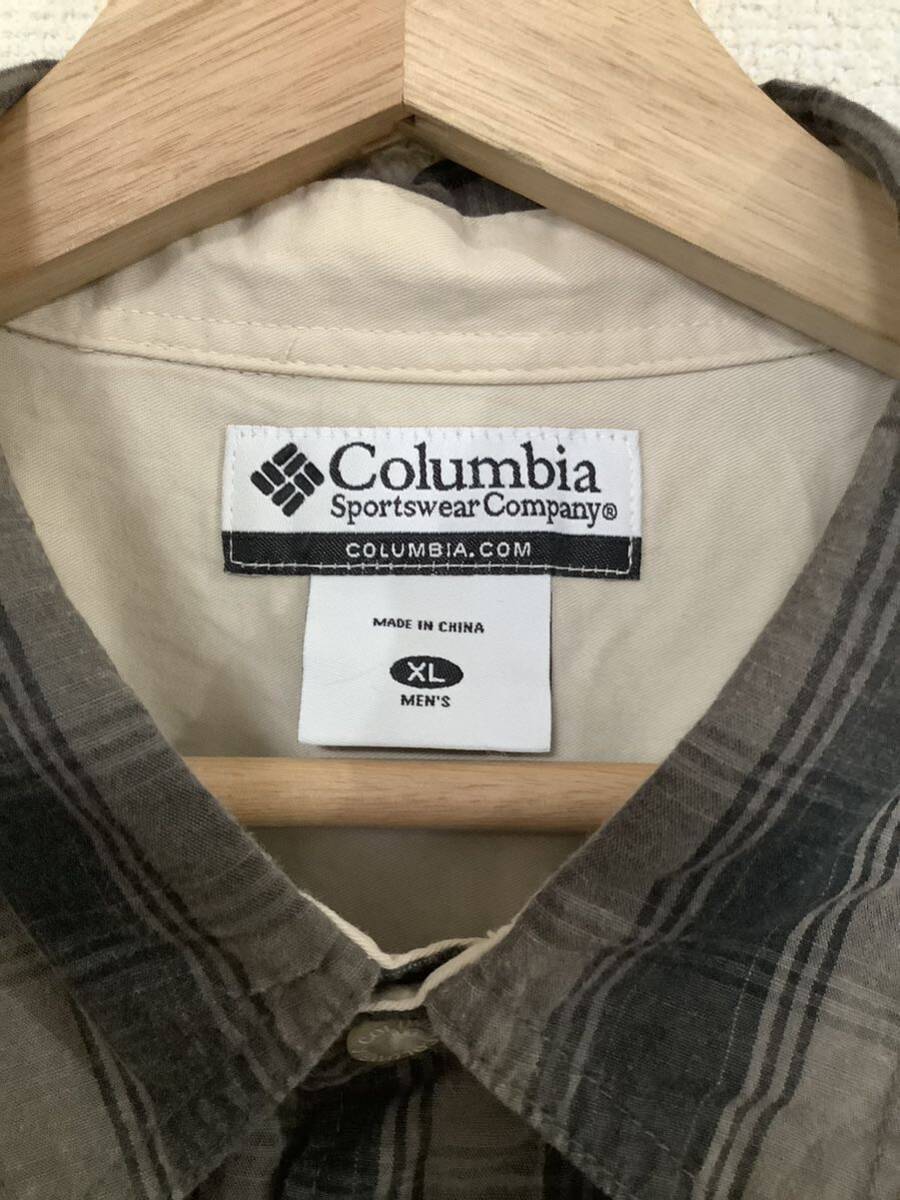 Columbia
Sportswear Company®
COLUMBIA.COM
MADE IN CHINA
XL
MEN'S